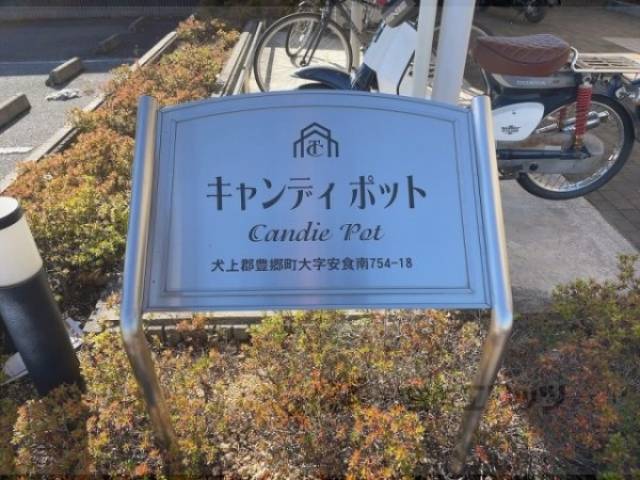 キャンディ ポット
Candie Pot
犬上郡豊郷町大字安食南754-18